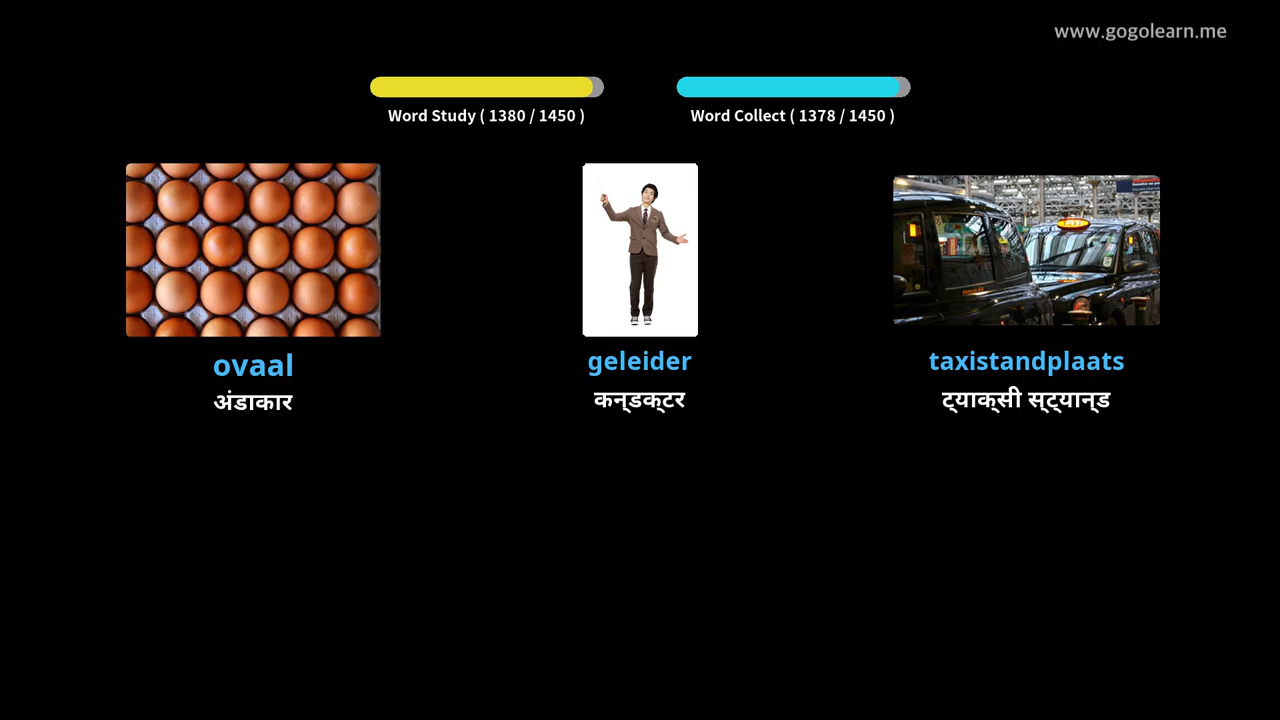 www.gogolearn.me
Word Study ( 1380 / 1450 )
Word Collect ( 1378 / 1450 )
ovaal
अंडाकार
geleider
कन्डक्टर
taxistandplaats
ट्याक्सी स्ट्यान्ड